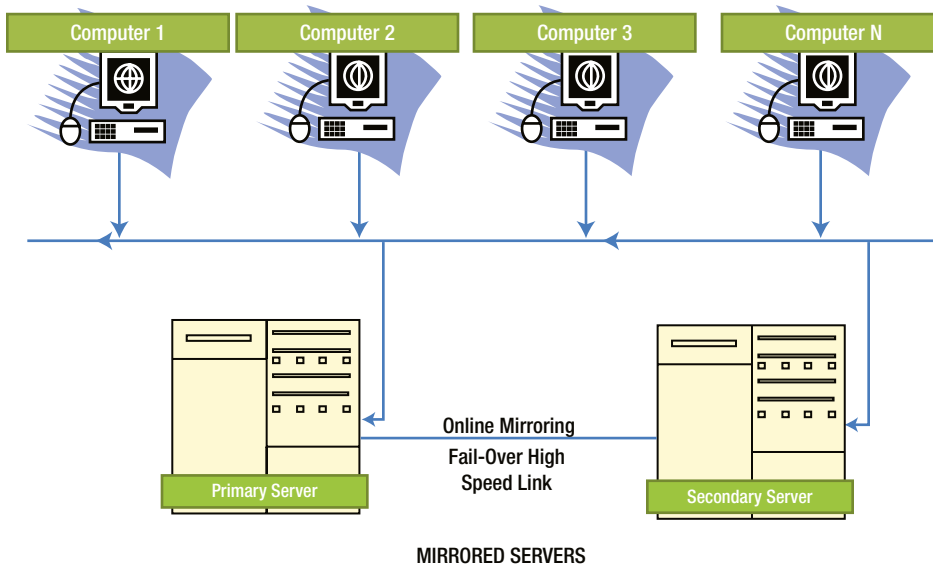 Computer 1
Computer 2
Computer 3
Computer N
Online Mirroring
Fail-Over High
Speed Link
Primary Server
Secondary Server
MIRRORED SERVERS